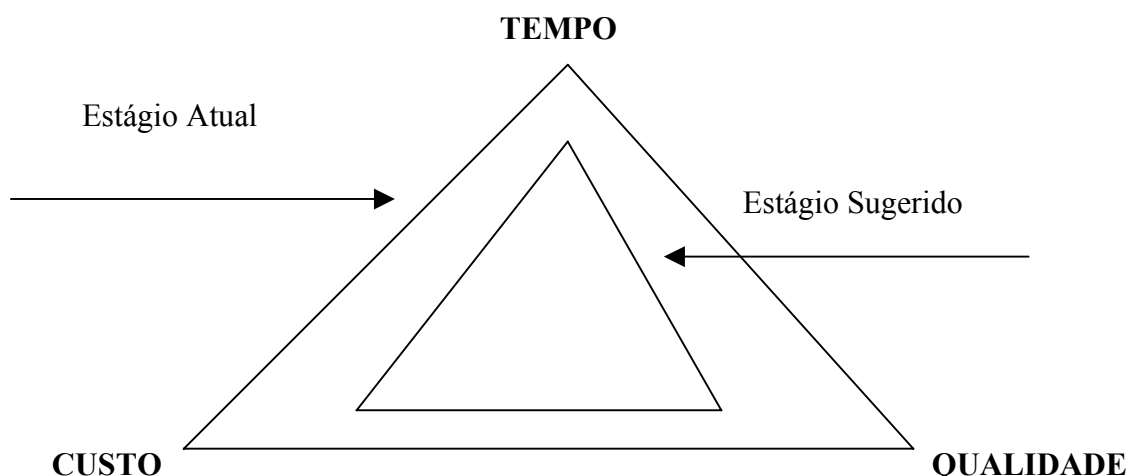 TEMPO
Estágio Atual
Estágio Sugerido
CUSTO
QUALIDADE